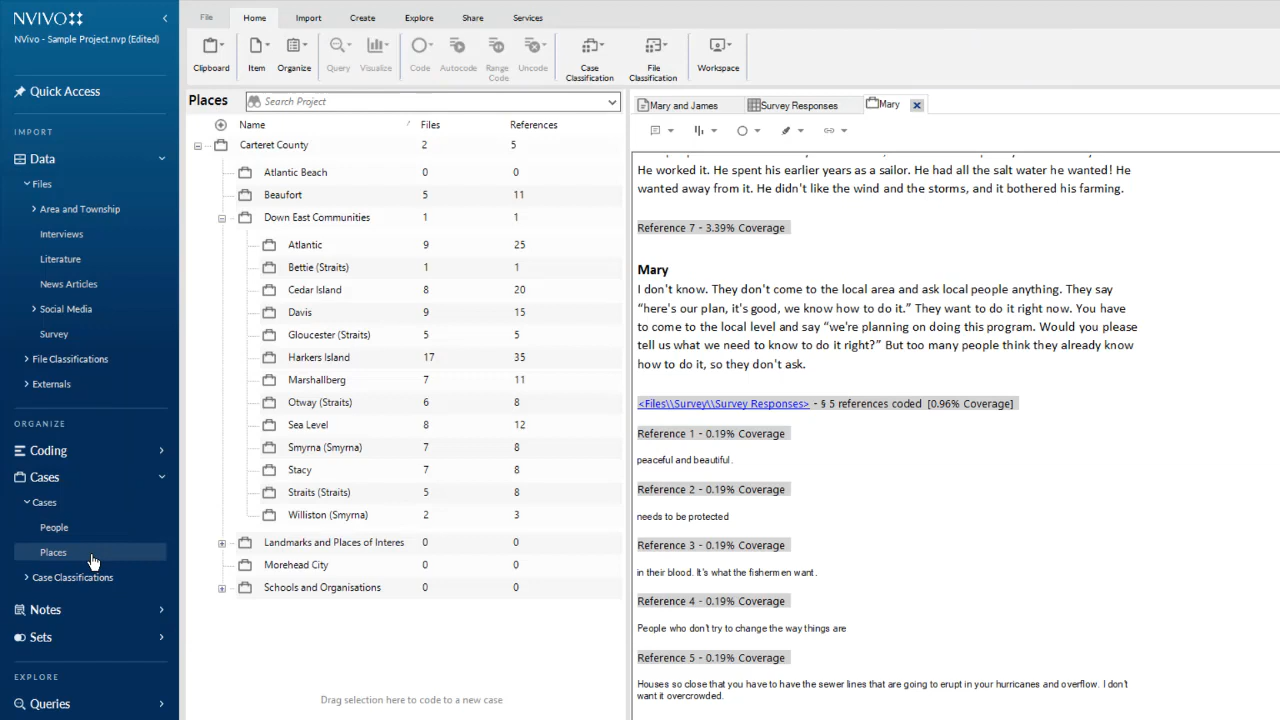 NVIVO
NVivo - Sample Project.nvp (Edited)
Quick Access
IMPORT
Data
Files
Area and Township
Interviews
Literature
News Articles
Social Media
Survey
File Classifications
Externals
ORGANIZE
Coding
Cases
Cases
People
Places
Case Classifications
Notes
Sets
EXPLORE
Queries
File Home Import Create Explore Share Services
Clipboard Item Organize Query Visualize Code Autocode Range Code Uncode Case Classification File Classification Workspace
Places Search Project
Name Files References
Carteret County 2 5
Atlantic Beach 0 0
Beaufort 5 11
Down East Communities 1 1
Atlantic 9 25
Bettie (Straits) 1 1
Cedar Island 8 20
Davis 9 15
Gloucester (Straits) 5 5
Harkers Island 17 35
Marshallberg 7 11
Otway (Straits) 6 8
Sea Level 8 12
Smyrna (Smyrna) 7 8
Stacy 7 8
Straits (Straits) 5 8
Williston (Smyrna) 2 3
Landmarks and Places of Interes 0 0
Morehead City 0 0
Schools and Organisations 0 0
Drag selection here to code to a new case
Mary and James Survey Responses Mary
He worked it. He spent his earlier years as a sailor. He had all the salt water he wanted! He
wanted away from it. He didn't like the wind and the storms, and it bothered his farming.
Reference 7 - 3.39% Coverage
Mary
I don't know. They don't come to the local area and ask local people anything. They say
“here's our plan, it's good, we know how to do it.” They want to do it right now. You have
to come to the local level and say “we're planning on doing this program. Would you please
tell us what we need to know to do it right?” But too many people think they already know
how to do it, so they don't ask.
<Files\\Survey\\Survey Responses> - § 5 references coded [0.96% Coverage]
Reference 1 - 0.19% Coverage
peaceful and beautiful.
Reference 2 - 0.19% Coverage
needs to be protected
Reference 3 - 0.19% Coverage
in their blood. It's what the fishermen want.
Reference 4 - 0.19% Coverage
People who don't try to change the way things are
Reference 5 - 0.19% Coverage
Houses so close that you have to have the sewer lines that are going to erupt in your hurricanes and overflow. I don't
want it overcrowded.